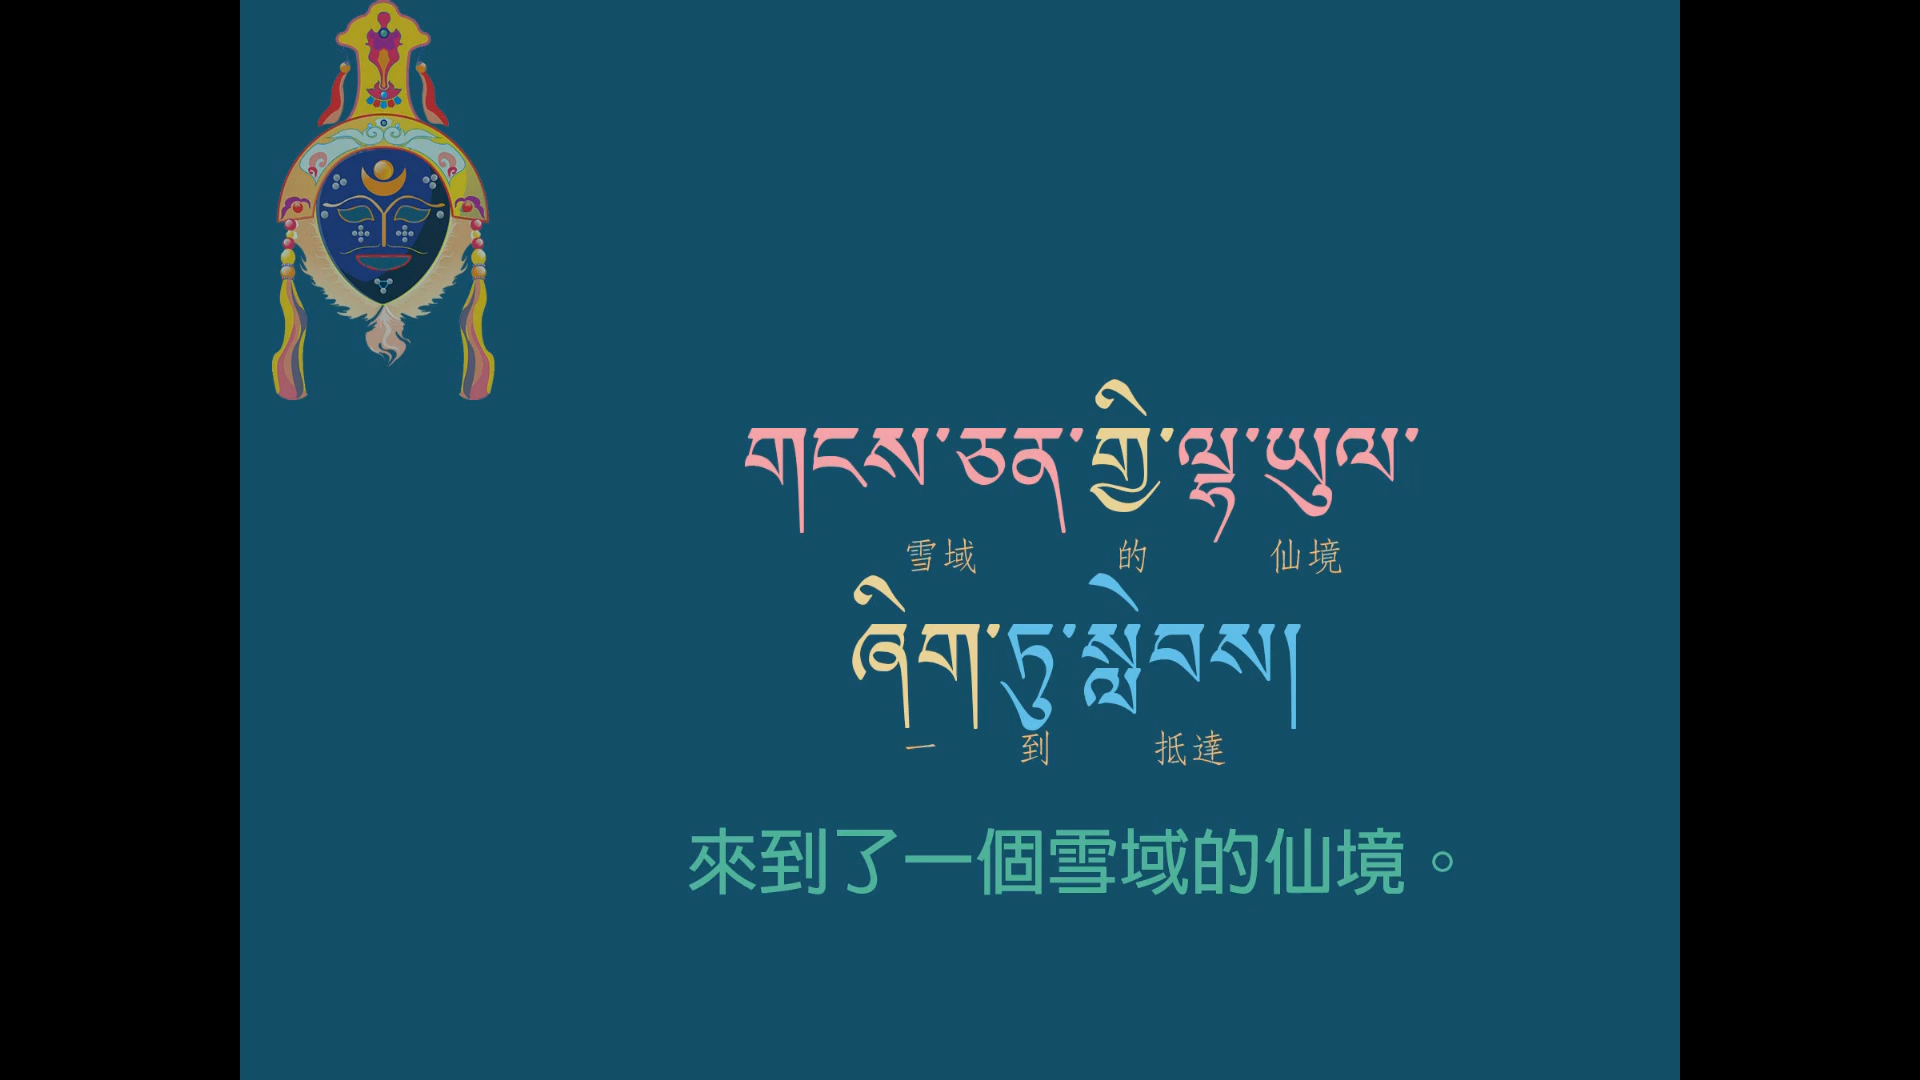 གངས་ཅན་གྱི་ལྷ་ཡུལ་
雪域 的 仙境
ཞིག་ཏུ་སླེབས།
一 到 抵達
來到了一個雪域的仙境。